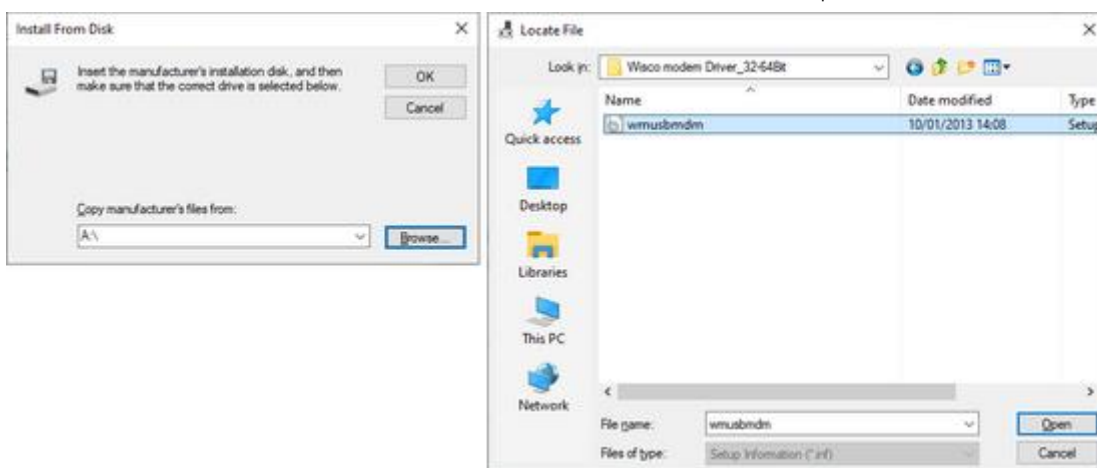 Install From Disk
Insert the manufacturer's installation disk, and then
make sure that the correct drive is selected below.
OK
Cancel
Copy manufacturer's files from:
A:\
Browse...
Locate File
Look in:
Wisco modem Driver_32-64Bit
Name
Date modified
Type
wmusbmdm
10/01/2013 14:08
Setup
Quick access
Desktop
Libraries
This PC
Network
File name:
wmusbmdm
Open
Files of type:
Setup Information (*.inf)
Cancel